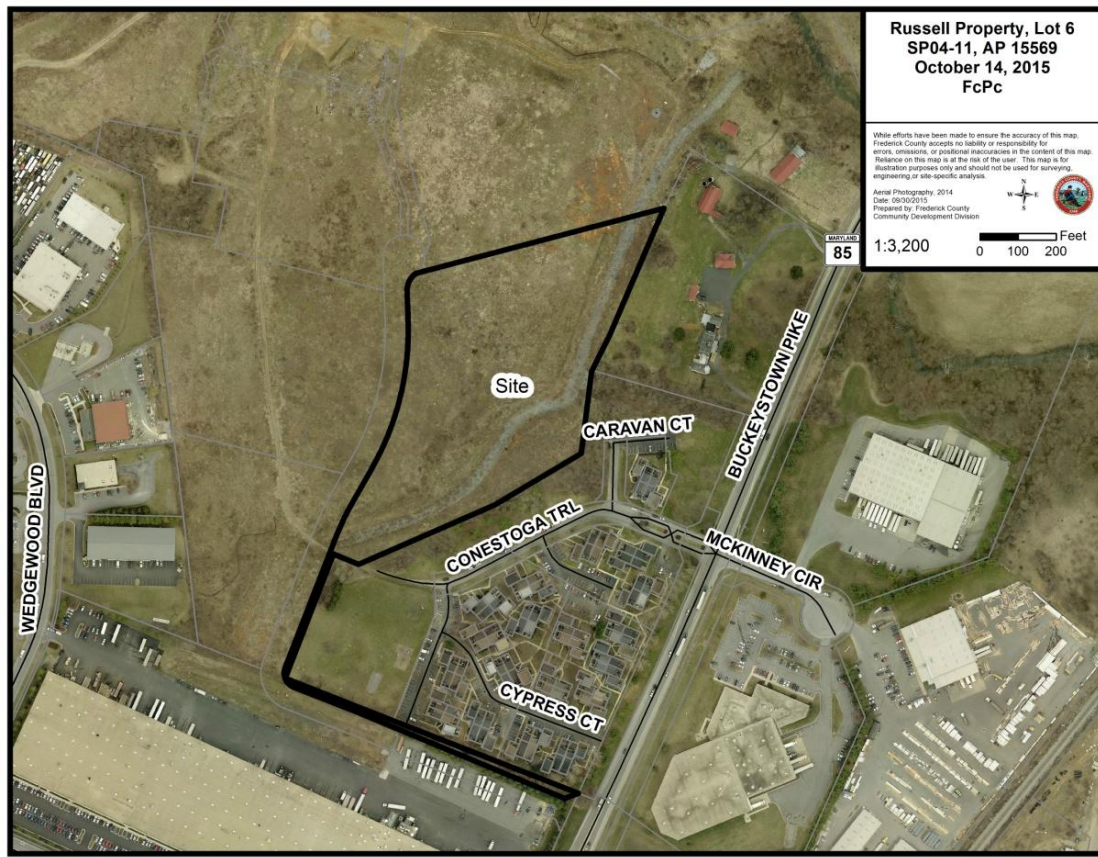 Russell Property, Lot 6
SP04-11, AP 15569
October 14, 2015
FcPc
While efforts have been made to ensure the accuracy of this map,
Frederick County accepts no liability or responsibility for
errors, omissions, or positional inaccuracies in the content of this map.
Reliance on this map is at the risk of the user. This map is for
illustration purposes only and should not be used for surveying,
engineering,or site-specific analysis.
Aerial Photography, 2014
Date: 09/30/2015
Prepared by: Frederick County
Community Development Division
N
W E
S
1:3,200
Feet
0 100 200
MARYLAND
85
Site
CARAVAN CT
BUCKEYSTOWN PIKE
CONESTOGA TRL
MCKINNEY CIR
WEDGEWOOD BLVD
CYPRESS CT